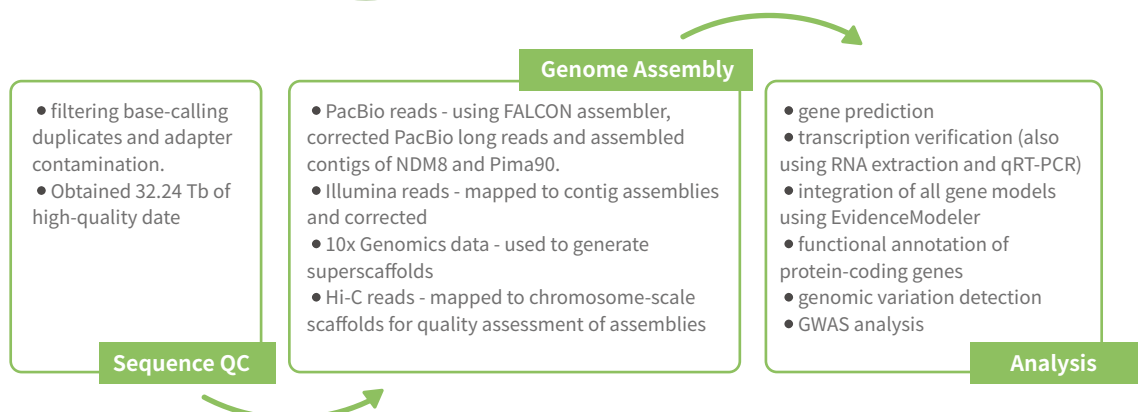 ● filtering base-calling
duplicates and adapter
contamination.
● Obtained 32.24 Tb of
high-quality date
Sequence QC
Genome Assembly
● PacBio reads - using FALCON assembler,
corrected PacBio long reads and assembled
contigs of NDM8 and Pima90.
● Illumina reads - mapped to contig assemblies
and corrected
● 10x Genomics data - used to generate
superscaffolds
● Hi-C reads - mapped to chromosome-scale
scaffolds for quality assessment of assemblies
● gene prediction
● transcription verification (also
using RNA extraction and qRT-PCR)
● integration of all gene models
using EvidenceModeler
● functional annotation of
protein-coding genes
● genomic variation detection
● GWAS analysis
Analysis